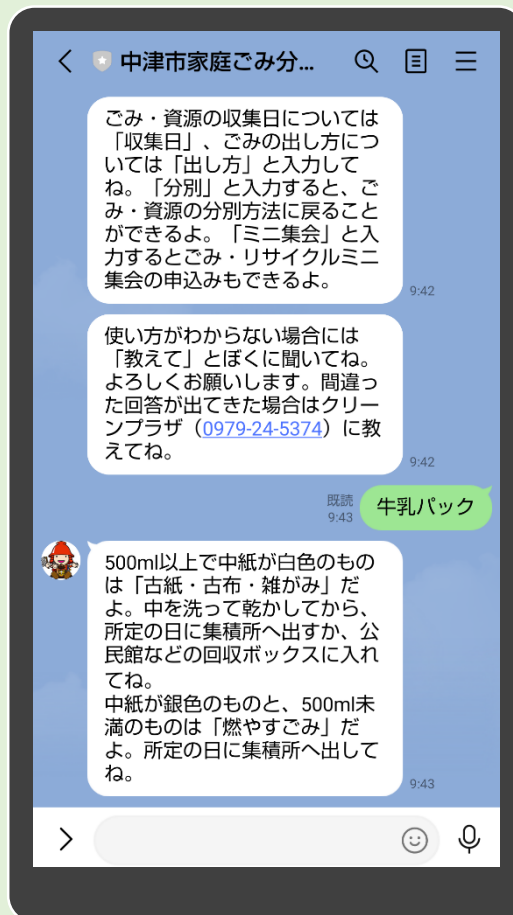 中津市家庭ごみ分...
ごみ・資源の収集日については
「収集日」、ごみの出し方につ
いては「出し方」と入力して
ね。「分別」と入力すると、ご
み・資源の分別方法に戻ること
ができるよ。「ミニ集会」と入
力するとごみ・リサイクルミニ
集会の申込みもできるよ。
9:42
使い方がわからない場合には
「教えて」とぼくに聞いてね。
よろしくお願いします。間違っ
た回答が出てきた場合はクリー
ンプラザ（0979-24-5374）に教
えてね。
9:42
既読
9:43
牛乳パック
500ml以上で中紙が白色のもの
は「古紙・古布・雑がみ」だ
よ。中を洗って乾かしてから、
所定の日に集積所へ出すか、公
民館などの回収ボックスに入れ
てね。
中紙が銀色のものと、500ml未
満のものは「燃やすごみ」だ
よ。所定の日に集積所へ出して
ね。
9:43